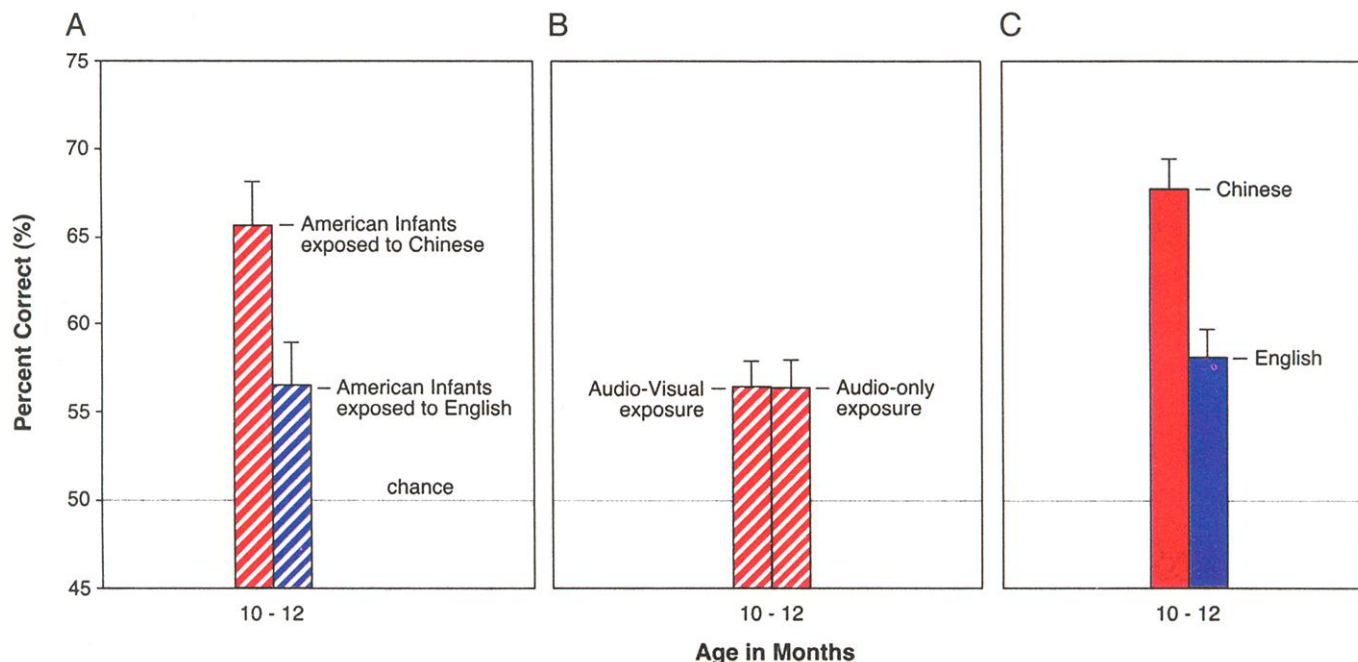 A
B
C
75
70
65
60
55
50
45
Percent Correct (%)
American Infants
exposed to Chinese
American Infants
exposed to English
chance
Audio-Visual
exposure
Audio-only
exposure
Chinese
English
10 - 12
10 - 12
10 - 12
Age in Months